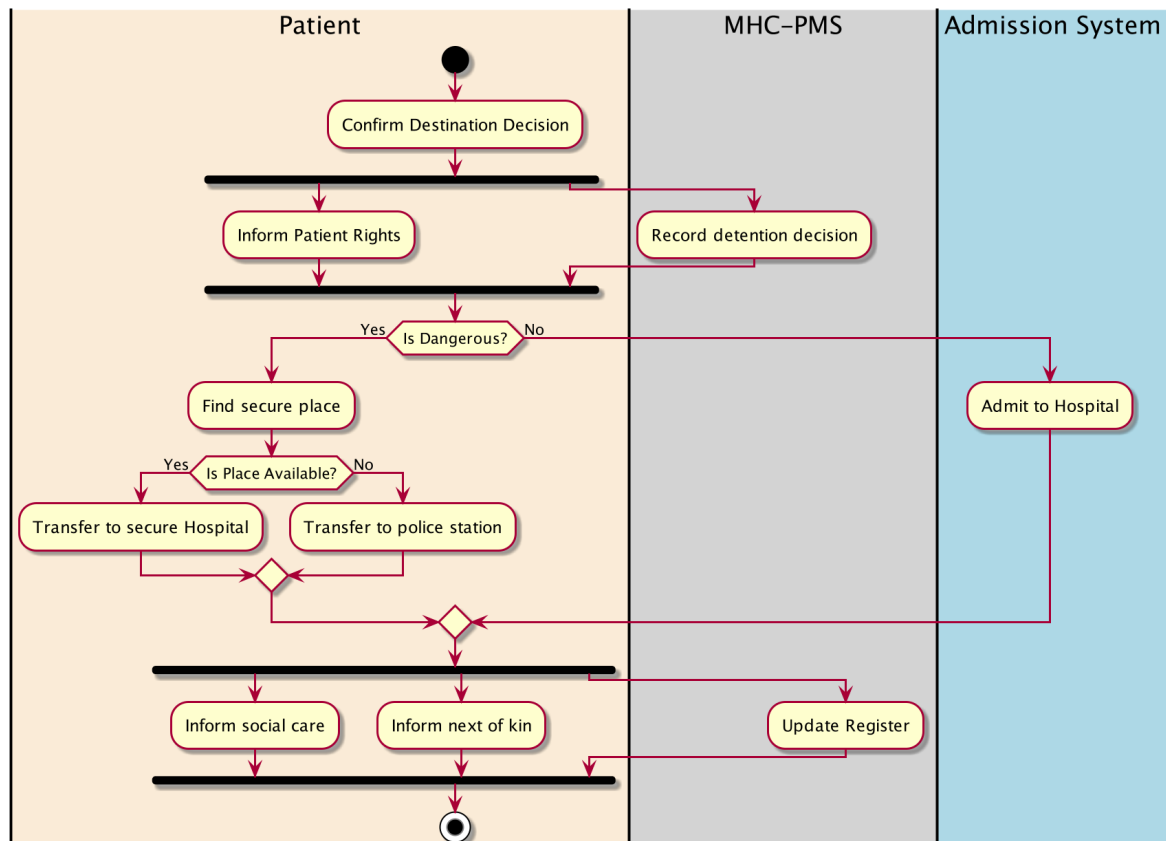 Patient
MHC-PMS
Admission System
Confirm Destination Decision
Inform Patient Rights
Record detention decision
Yes
Is Dangerous?
No
Find secure place
Admit to Hospital
Yes
Is Place Available?
No
Transfer to secure Hospital
Transfer to police station
Inform social care
Inform next of kin
Update Register